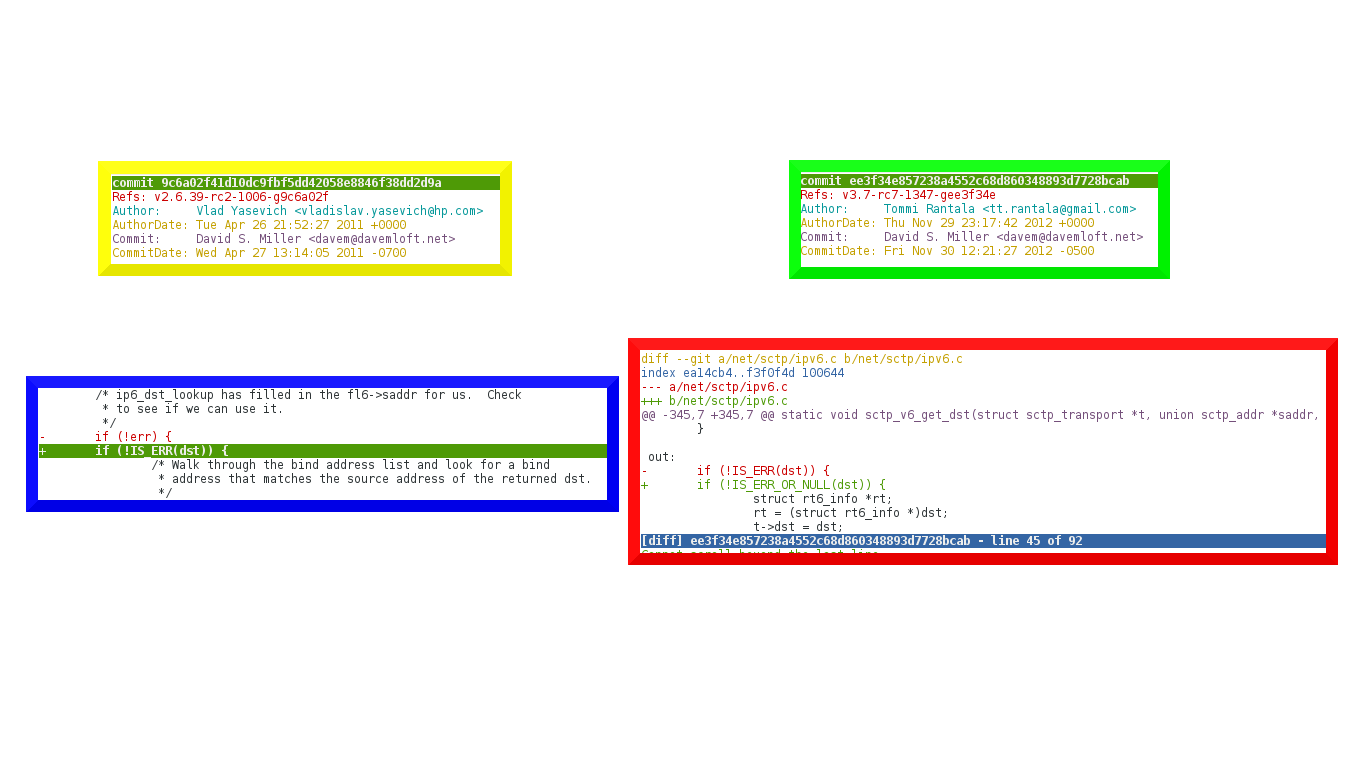 commit 9c6a02f41d10dc9fbf5dd42058e8846f38dd2d9a
Refs: v2.6.39-rc2-1006-g9c6a02f
Author:     Vlad Yasevich <vladislav.yasevich@hp.com>
AuthorDate: Tue Apr 26 21:52:27 2011 +0000
Commit:     David S. Miller <davem@davemloft.net>
CommitDate: Wed Apr 27 13:14:05 2011 -0700
commit ee3f34e857238a4552c68d860348893d7728bcab
Refs: v3.7-rc7-1347-gee3f34e
Author:     Tommi Rantala <tt.rantala@gmail.com>
AuthorDate: Thu Nov 29 23:17:42 2012 +0000
Commit:     David S. Miller <davem@davemloft.net>
CommitDate: Fri Nov 30 12:21:27 2012 -0500
        /* ip6_dst_lookup has filled in the fl6->saddr for us.  Check
         * to see if we can use it.
         */
-       if (!err) {
+       if (!IS_ERR(dst)) {
                /* Walk through the bind address list and look for a bind
                 * address that matches the source address of the returned dst.
                 */
diff --git a/net/sctp/ipv6.c b/net/sctp/ipv6.c
index ea14cb4..f3f0f4d 100644
--- a/net/sctp/ipv6.c
+++ b/net/sctp/ipv6.c
@@ -345,7 +345,7 @@ static void sctp_v6_get_dst(struct sctp_transport *t, union sctp_addr *saddr,
        }

 out:
-       if (!IS_ERR(dst)) {
+       if (!IS_ERR_OR_NULL(dst)) {
                struct rt6_info *rt;
                rt = (struct rt6_info *)dst;
                t->dst = dst;
[diff] ee3f34e857238a4552c68d860348893d7728bcab - line 45 of 92
Cannot scroll beyond the last line